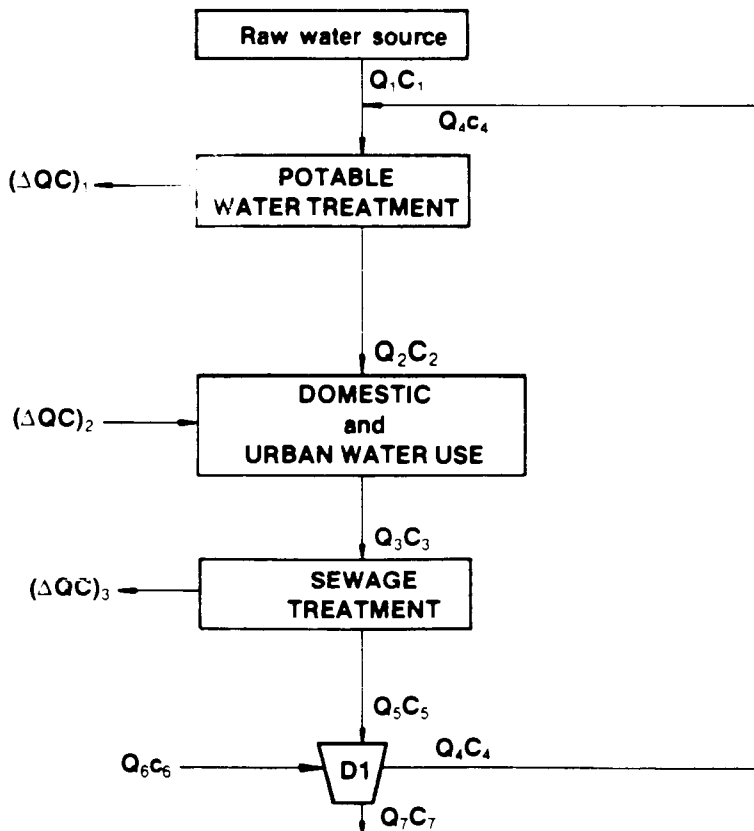 Raw water source
Q₁C₁
Q₄c₄
(ΔQC)₁
POTABLE
WATER TREATMENT
Q₂C₂
(ΔQC)₂
DOMESTIC
and
URBAN WATER USE
Q₃C₃
(ΔQC)₃
SEWAGE
TREATMENT
Q₅C₅
Q₆c₆
D1
Q₄C₄
Q₇C₇